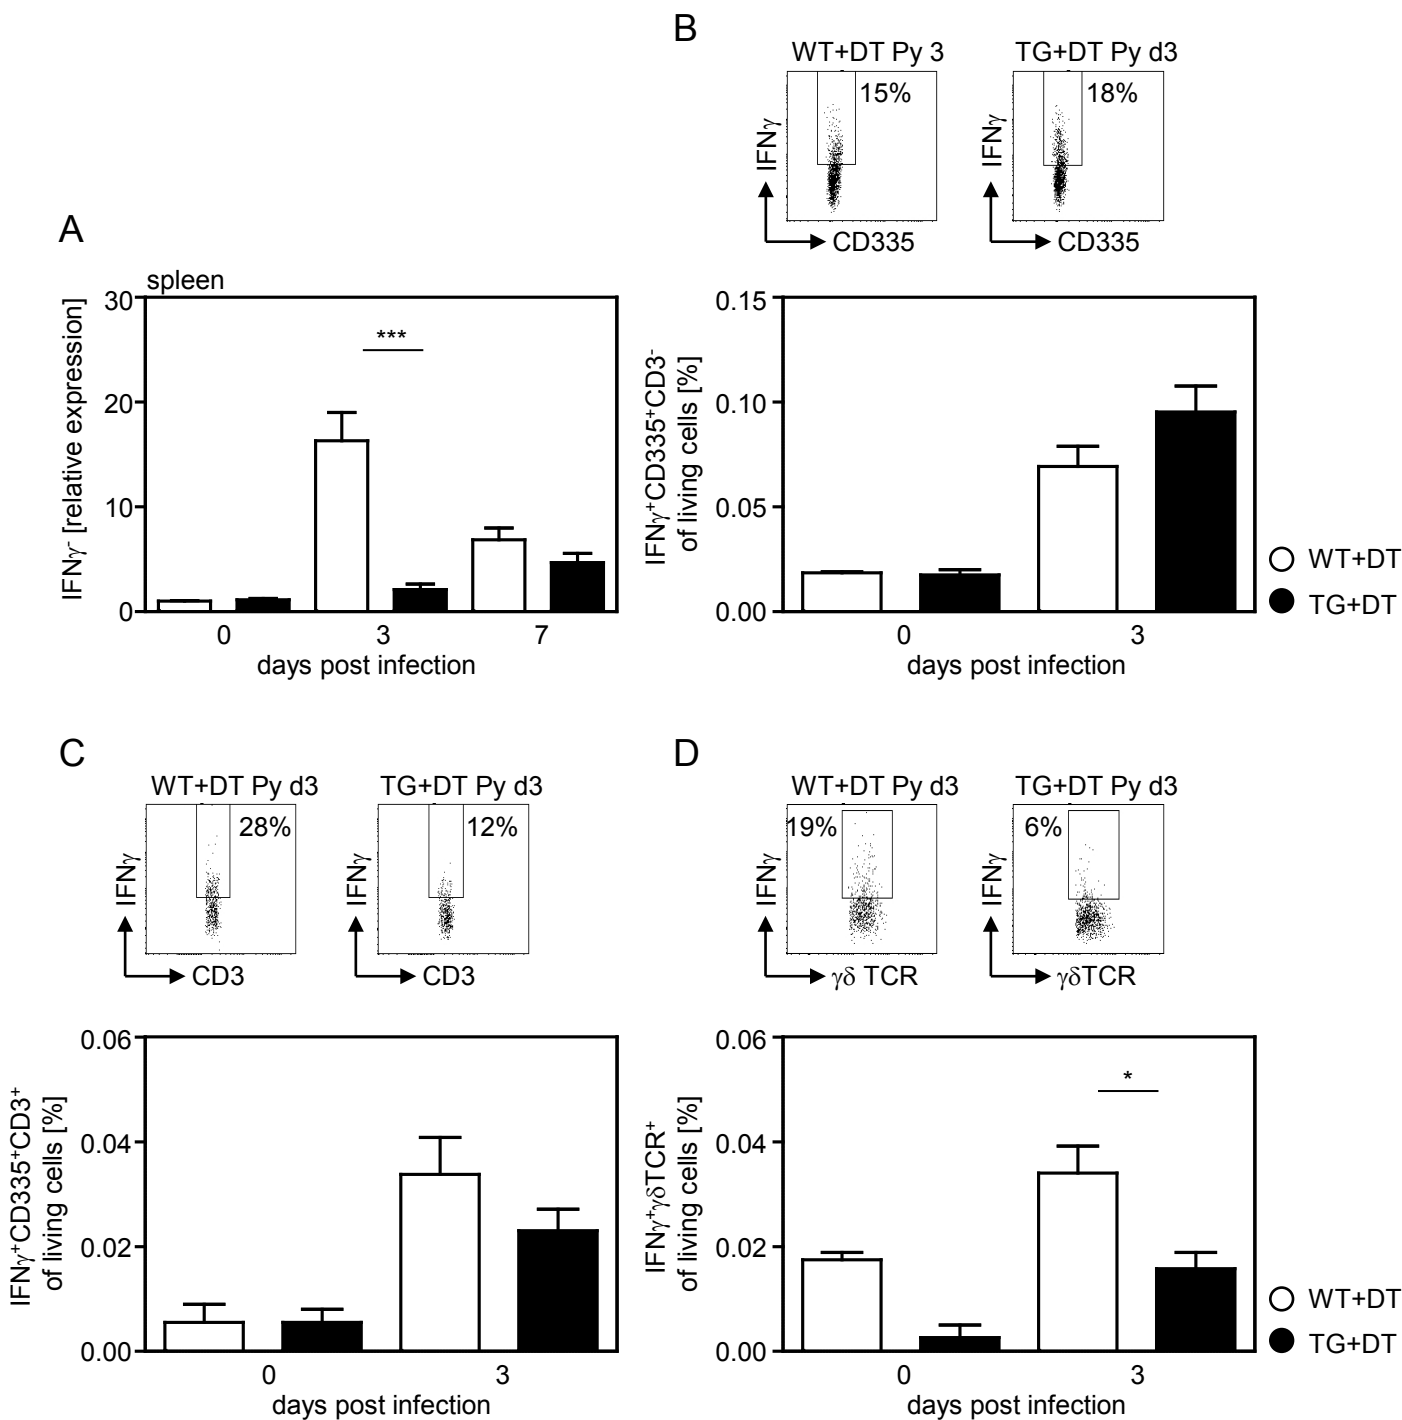 B
WT+DT Py 3
TG+DT Py d3
15%
18%
IFNγ
IFNγ
CD335
CD335
A
spleen
30
20
10
0
IFNγ- [relative expression]
***
0
3
7
days post infection
0.15
0.10
0.05
0.00
IFNγ+CD335+CD3-
of living cells [%]
0
3
days post infection
WT+DT
TG+DT
C
WT+DT Py d3
TG+DT Py d3
28%
12%
IFNγ
IFNγ
CD3
CD3
0.06
0.04
0.02
0.00
IFNγ+CD335+CD3+
of living cells [%]
0
3
days post infection
D
WT+DT Py d3
TG+DT Py d3
19%
6%
IFNγ
IFNγ
γδ TCR
γδTCR
0.06
0.04
0.02
0.00
IFNγ+γδTCR+
of living cells [%]
*
0
3
days post infection
WT+DT
TG+DT